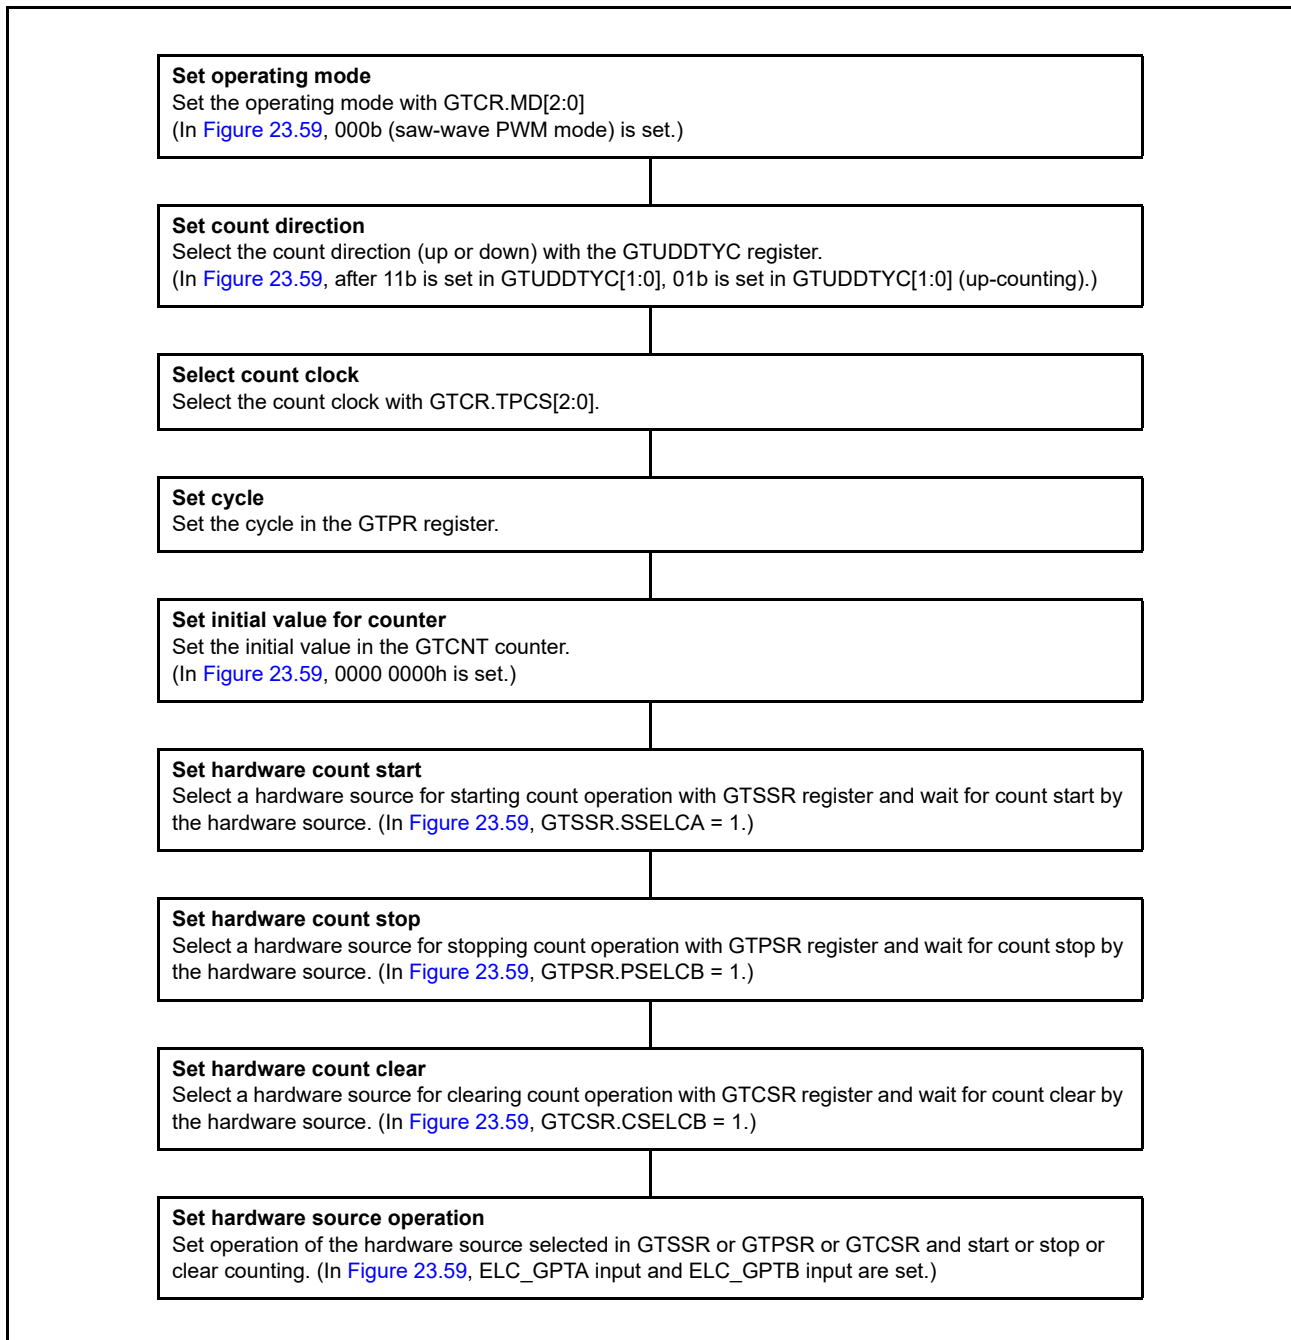 Set operating mode
Set the operating mode with GTCR.MD[2:0]
(In Figure 23.59, 000b (saw-wave PWM mode) is set.)
Set count direction
Select the count direction (up or down) with the GTUDDTYC register.
(In Figure 23.59, after 11b is set in GTUDDTYC[1:0], 01b is set in GTUDDTYC[1:0] (up-counting).)
Select count clock
Select the count clock with GTCR.TPCS[2:0].
Set cycle
Set the cycle in the GTPR register.
Set initial value for counter
Set the initial value in the GTCNT counter.
(In Figure 23.59, 0000 0000h is set.)
Set hardware count start
Select a hardware source for starting count operation with GTSSR register and wait for count start by
the hardware source. (In Figure 23.59, GTSSR.SSELCA = 1.)
Set hardware count stop
Select a hardware source for stopping count operation with GTPSR register and wait for count stop by
the hardware source. (In Figure 23.59, GTPSR.PSELCB = 1.)
Set hardware count clear
Select a hardware source for clearing count operation with GTCSR register and wait for count clear by
the hardware source. (In Figure 23.59, GTCSR.CSELCB = 1.)
Set hardware source operation
Set operation of the hardware source selected in GTSSR or GTPSR or GTCSR and start or stop or
clear counting. (In Figure 23.59, ELC_GPTA input and ELC_GPTB input are set.)